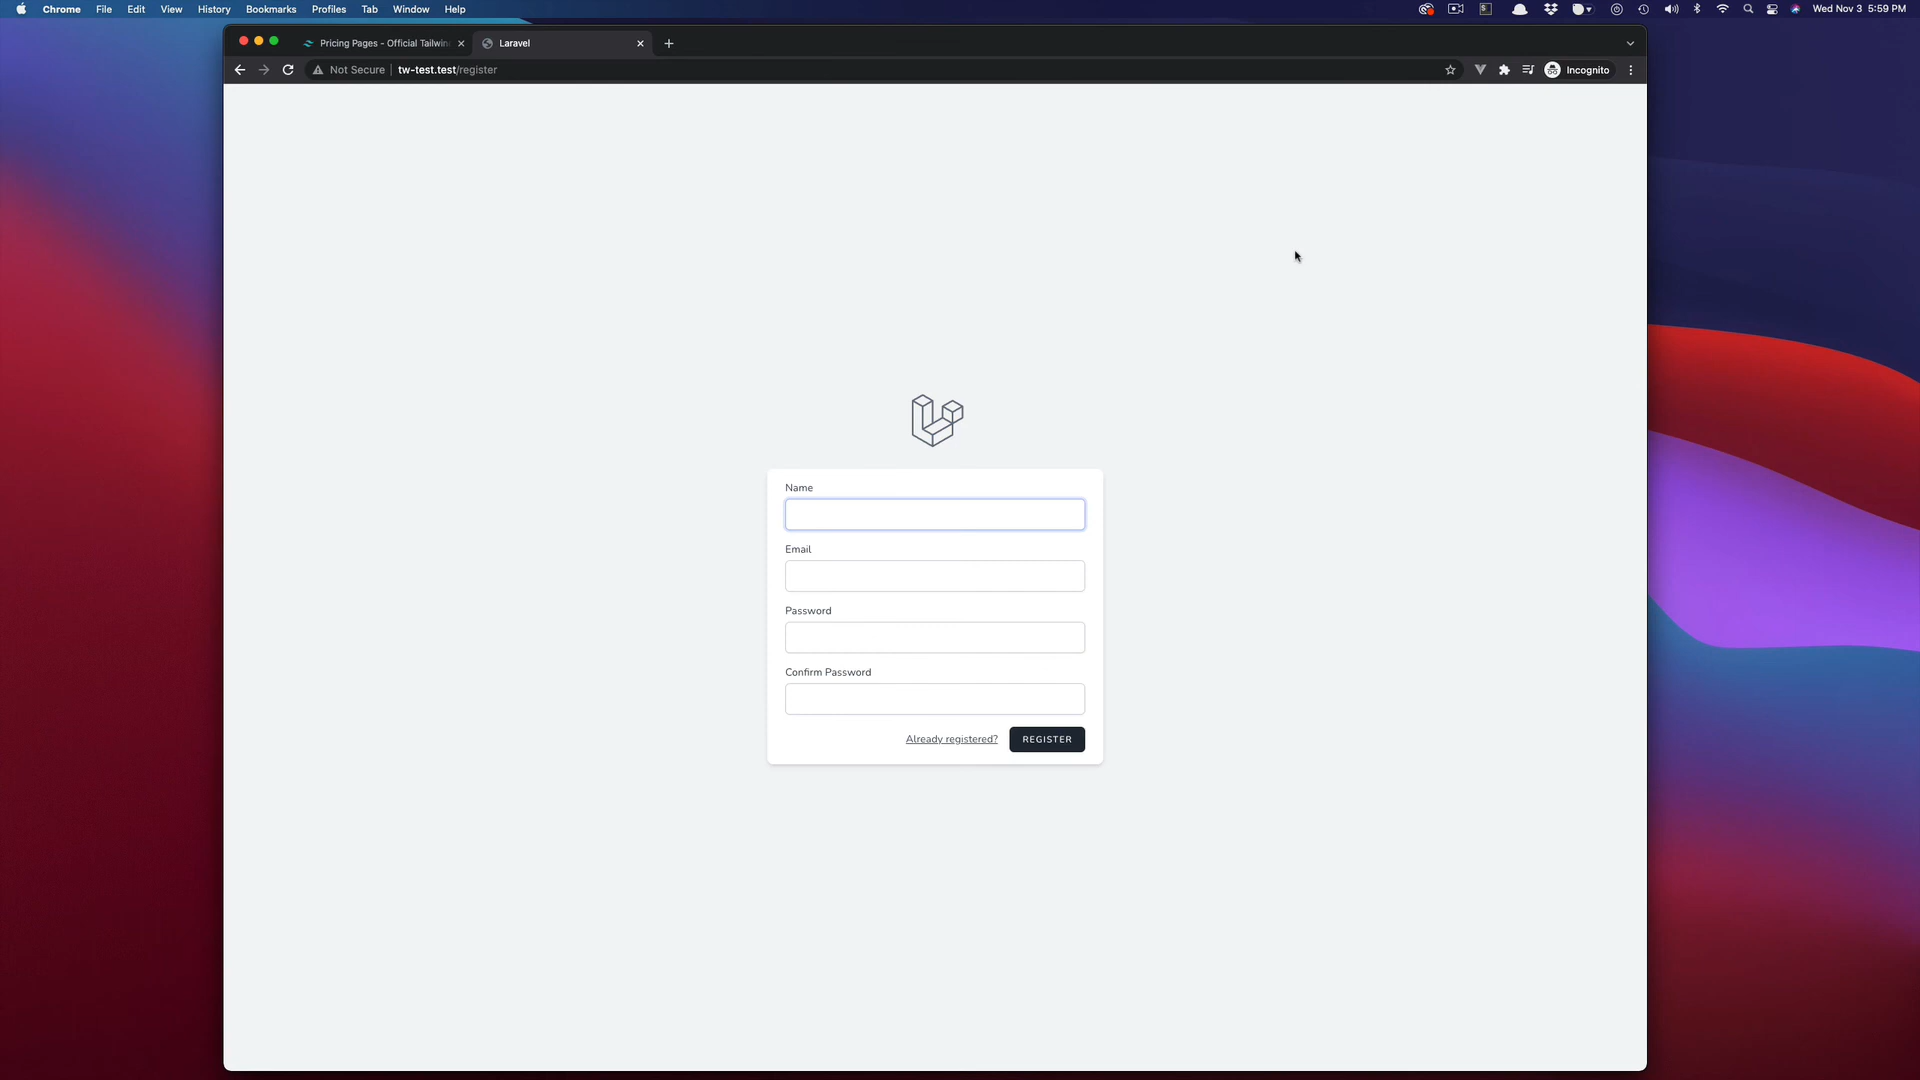 Chrome File Edit View History Bookmarks Profiles Tab Window Help Wed Nov 3 5:59 PM
Pricing Pages - Official Tailwin Laravel
Not Secure tw-test.test/register Incognito
Name
Email
Password
Confirm Password
Already registered? REGISTER